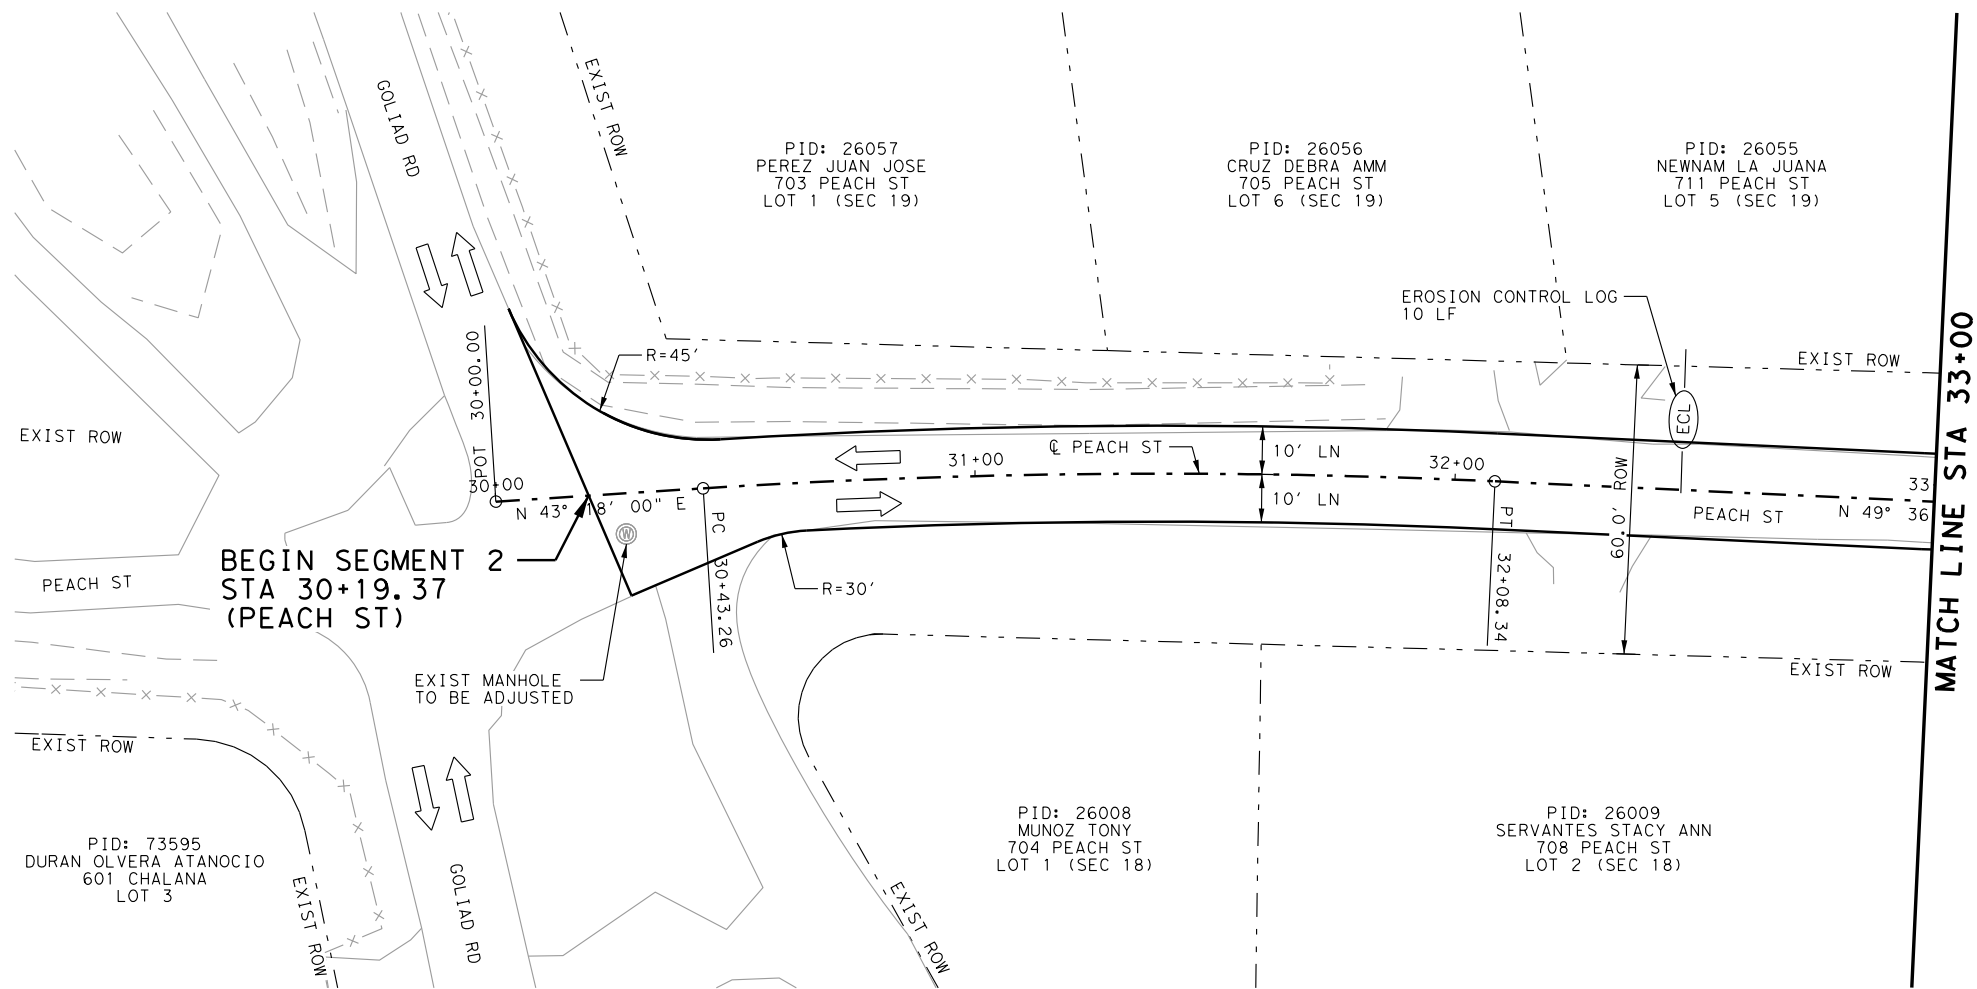 GOLIAD RD
EXIST ROW
PID: 26057
PEREZ JUAN JOSE
703 PEACH ST
LOT 1 (SEC 19)
PID: 26056
CRUZ DEBRA AMM
705 PEACH ST
LOT 6 (SEC 19)
PID: 26055
NEWNAM LA JUANA
711 PEACH ST
LOT 5 (SEC 19)
EROSION CONTROL LOG
10 LF
MATCH LINE STA 33+00
POT 30+00.00
R=45'
EXIST ROW
EXIST ROW
ECL
℄ PEACH ST
10' LN
31+00
32+00
60.0' ROW
30+00
33
N 43° 18' 00" E
10' LN
PEACH ST
N 49° 36
W
PC 30+43.26
PT 32+08.34
BEGIN SEGMENT 2
STA 30+19.37
(PEACH ST)
PEACH ST
R=30'
EXIST MANHOLE
TO BE ADJUSTED
EXIST ROW
EXIST ROW
PID: 26008
MUNOZ TONY
704 PEACH ST
LOT 1 (SEC 18)
PID: 26009
SERVANTES STACY ANN
708 PEACH ST
LOT 2 (SEC 18)
PID: 73595
DURAN OLVERA ATANOCIO
601 CHALANA
LOT 3
EXIST ROW
GOLIAD RD
EXIST ROW